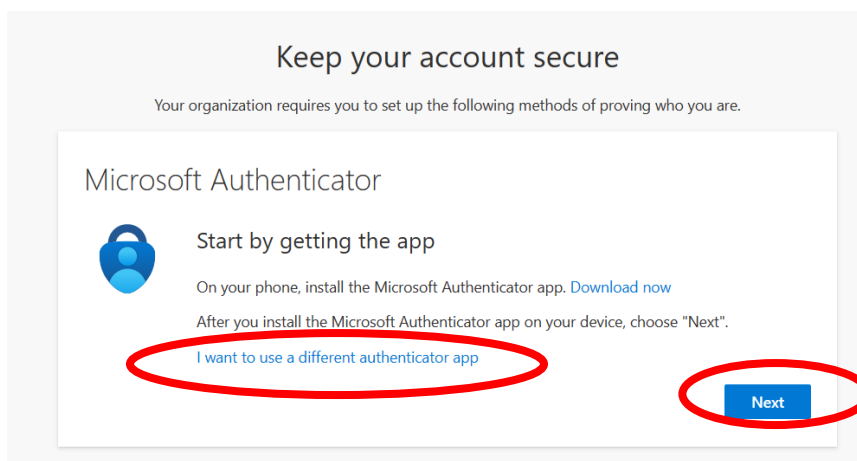 Keep your account secure
Your organization requires you to set up the following methods of proving who you are.
Microsoft Authenticator
Start by getting the app
On your phone, install the Microsoft Authenticator app. Download now
After you install the Microsoft Authenticator app on your device, choose "Next".
I want to use a different authenticator app
Next